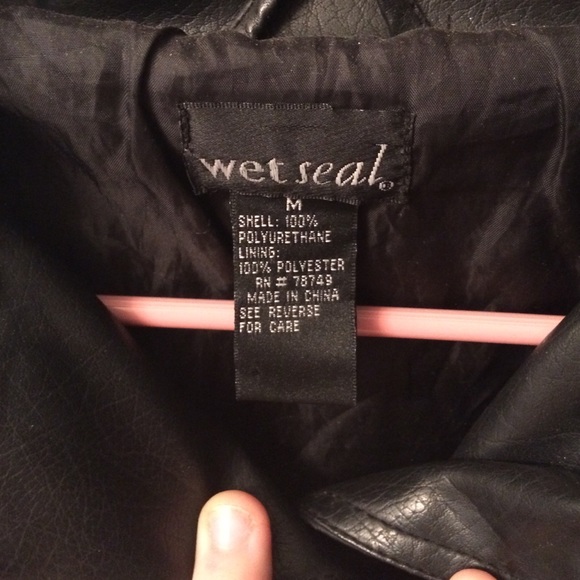 wet seal®
M
SHELL: 100%
POLYURETHANE
LINING:
100% POLYESTER
RN # 78749
MADE IN CHINA
SEE REVERSE
FOR CARE